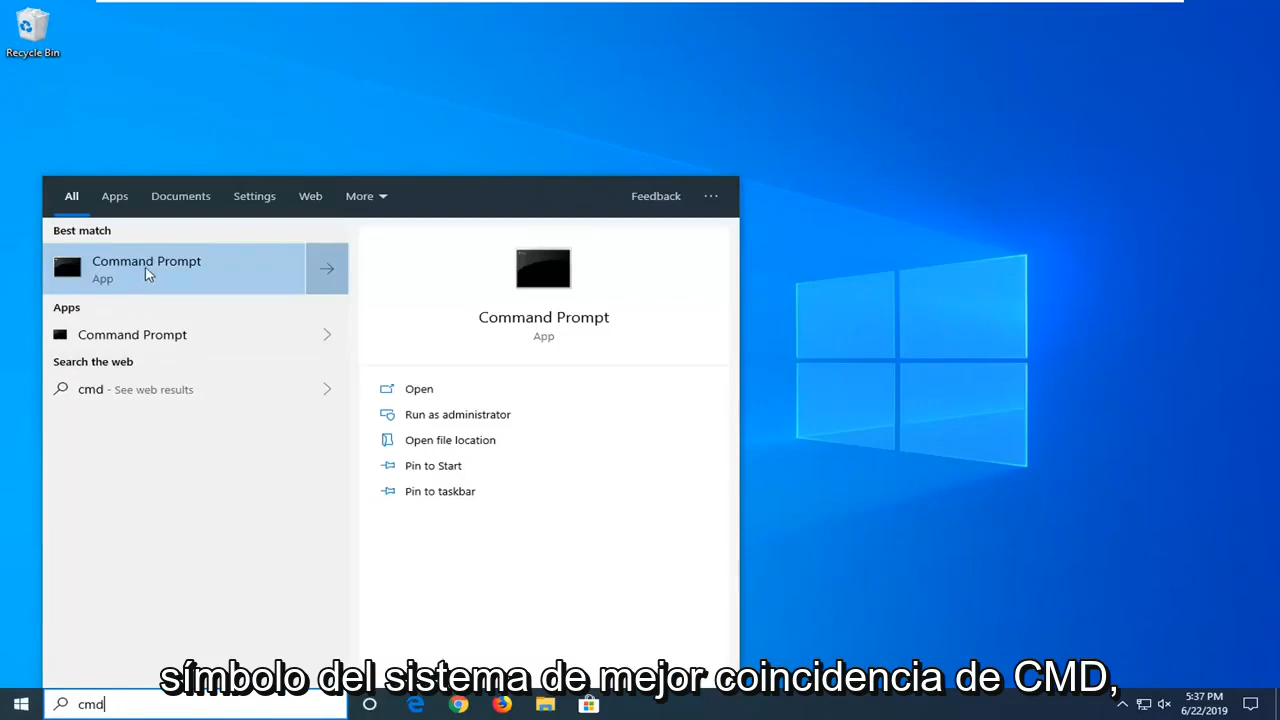 Recycle Bin
All Apps Documents Settings Web More Feedback ...
Best match
Command Prompt
App
Apps
Command Prompt
Search the web
cmd - See web results
Command Prompt
App
Open
Run as administrator
Open file location
Pin to Start
Pin to taskbar
símbolo del sistema de mejor coincidencia de CMD,
cmd
5:37 PM
6/22/2019